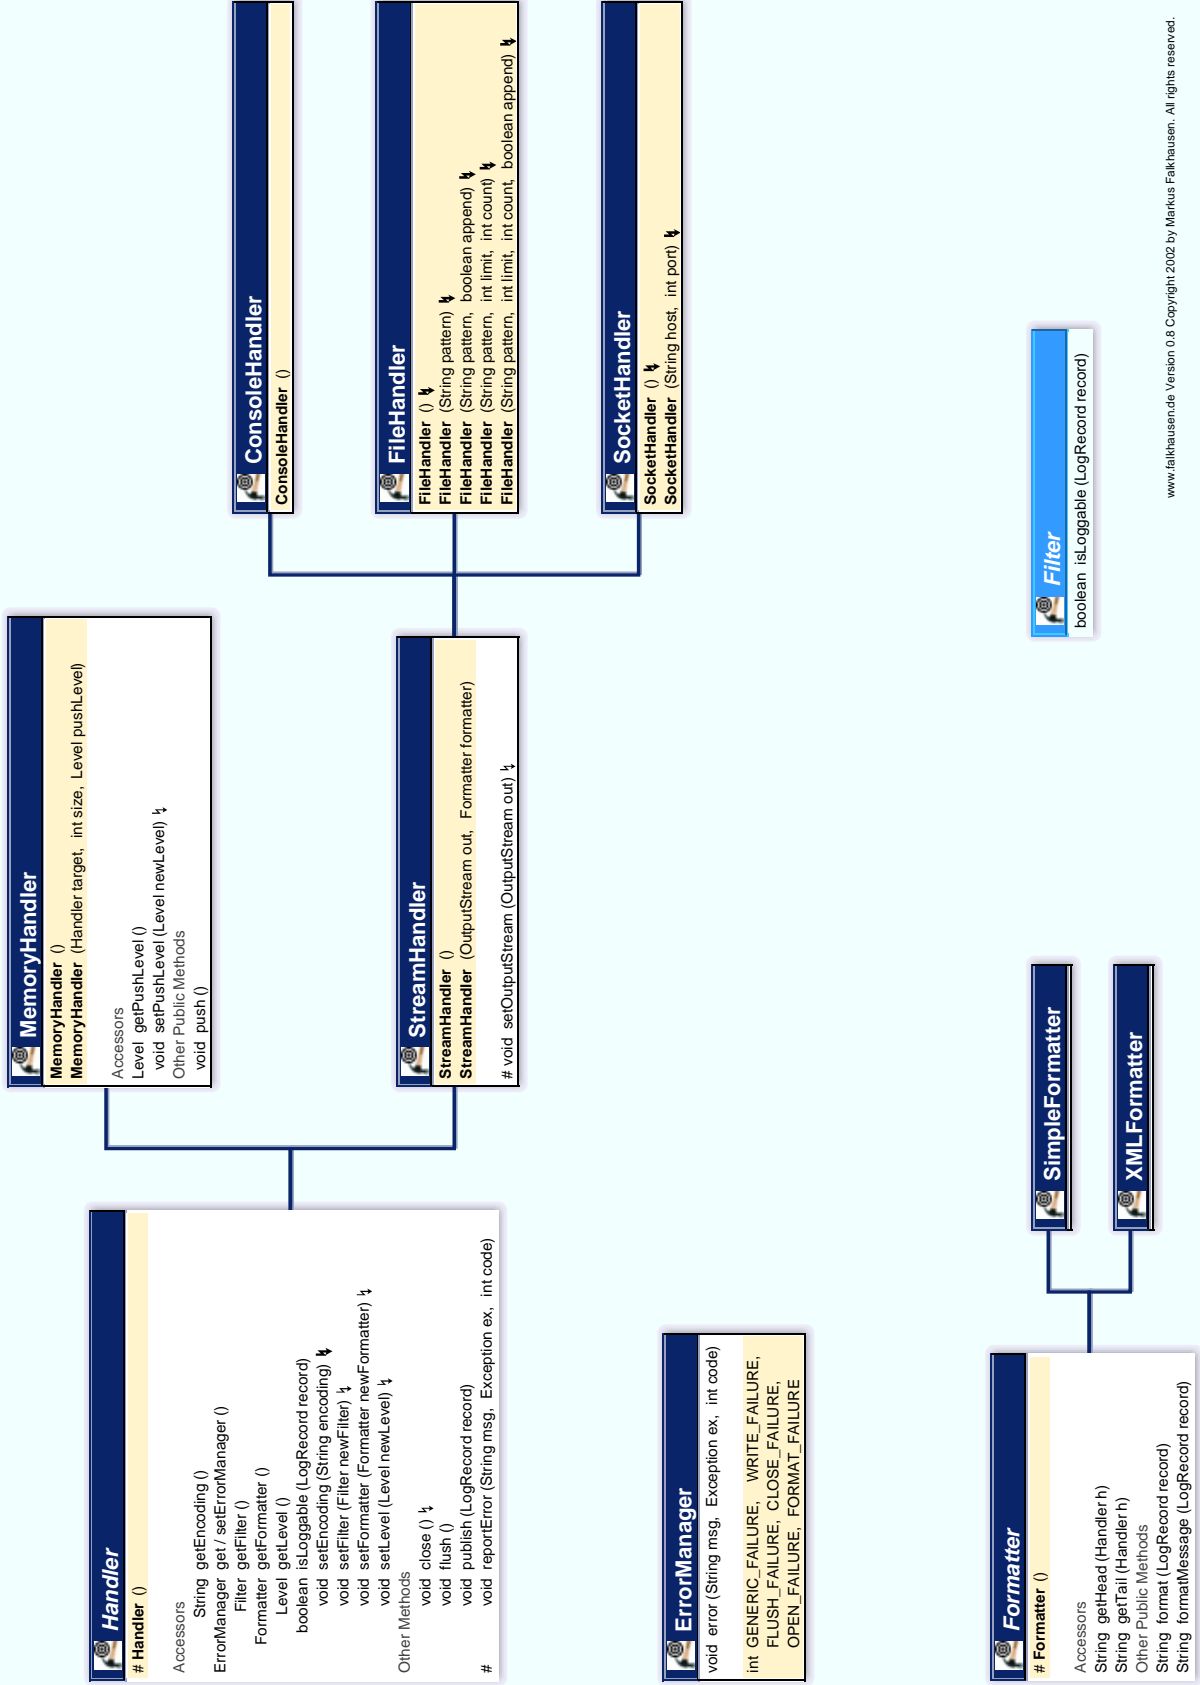 Handler
# Handler ()
Accessors
String getEncoding ()
ErrorManager get / setErrorManager ()
Filter getFilter ()
Formatter getFormatter ()
Level getLevel ()
boolean isLoggable (LogRecord record)
void setEncoding (String encoding)
void setFilter (Filter newFilter)
void setFormatter (Formatter newFormatter)
void setLevel (Level newLevel)
Other Methods
void close ()
void flush ()
void publish (LogRecord record)
# void reportError (String msg, Exception ex, int code)
MemoryHandler
MemoryHandler ()
MemoryHandler (Handler target, int size, Level pushLevel)
Accessors
Level getPushLevel ()
void setPushLevel (Level newLevel)
Other Public Methods
void push ()
StreamHandler
StreamHandler ()
StreamHandler (OutputStream out, Formatter formatter)
# void setOutputStream (OutputStream out)
ConsoleHandler
ConsoleHandler ()
FileHandler
FileHandler ()
FileHandler (String pattern)
FileHandler (String pattern, boolean append)
FileHandler (String pattern, int limit, int count)
FileHandler (String pattern, int limit, int count, boolean append)
SocketHandler
SocketHandler ()
SocketHandler (String host, int port)
ErrorManager
void error (String msg, Exception ex, int code)
int GENERIC_FAILURE, WRITE_FAILURE,
FLUSH_FAILURE, CLOSE_FAILURE,
OPEN_FAILURE, FORMAT_FAILURE
Formatter
# Formatter ()
Accessors
String getHead (Handler h)
String getTail (Handler h)
Other Public Methods
String format (LogRecord record)
String formatMessage (LogRecord record)
SimpleFormatter
XMLFormatter
Filter
boolean isLoggable (LogRecord record)
www.falkhausen.de Version 0.8 Copyright 2002 by Markus Falkhausen. All rights reserved.